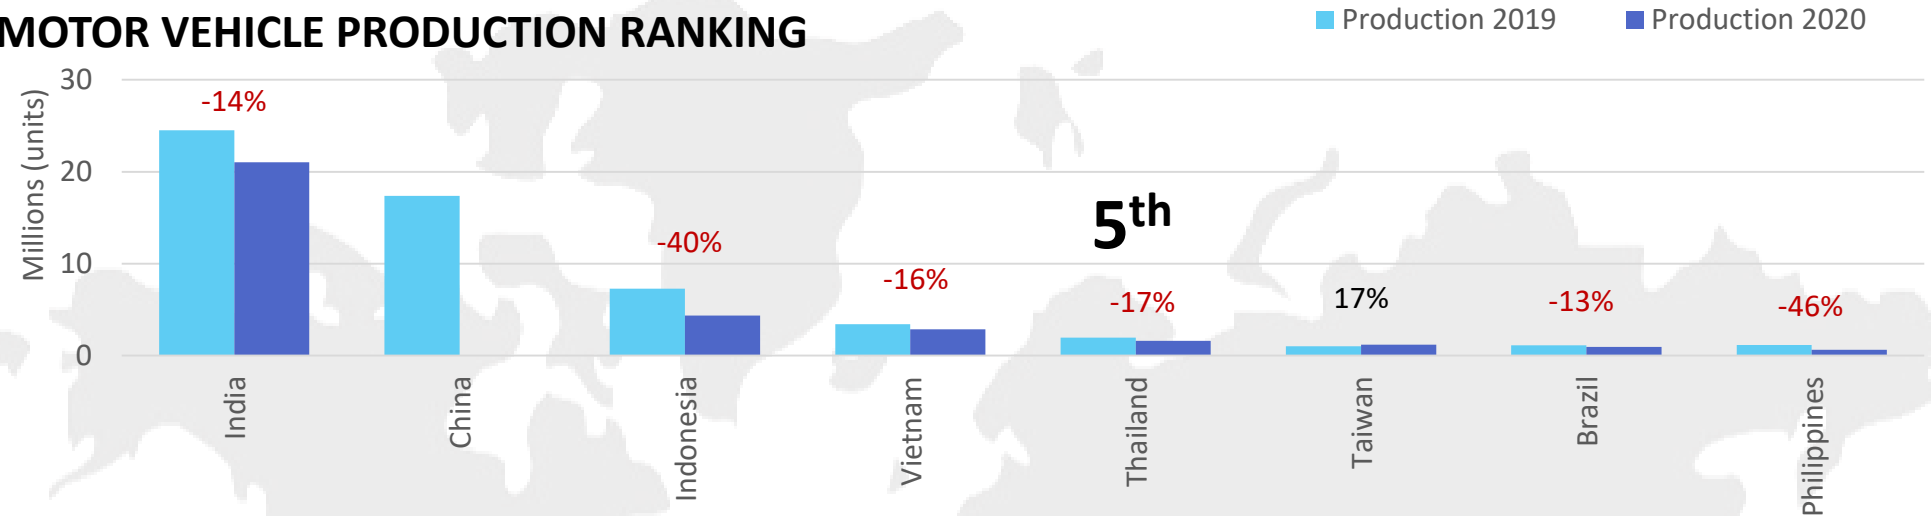 MOTOR VEHICLE PRODUCTION RANKING
Production 2019
Production 2020
Millions (units)
30
20
10
0
-14%
-40%
-16%
5th
-17%
17%
-13%
-46%
India
China
Indonesia
Vietnam
Thailand
Taiwan
Brazil
Philippines